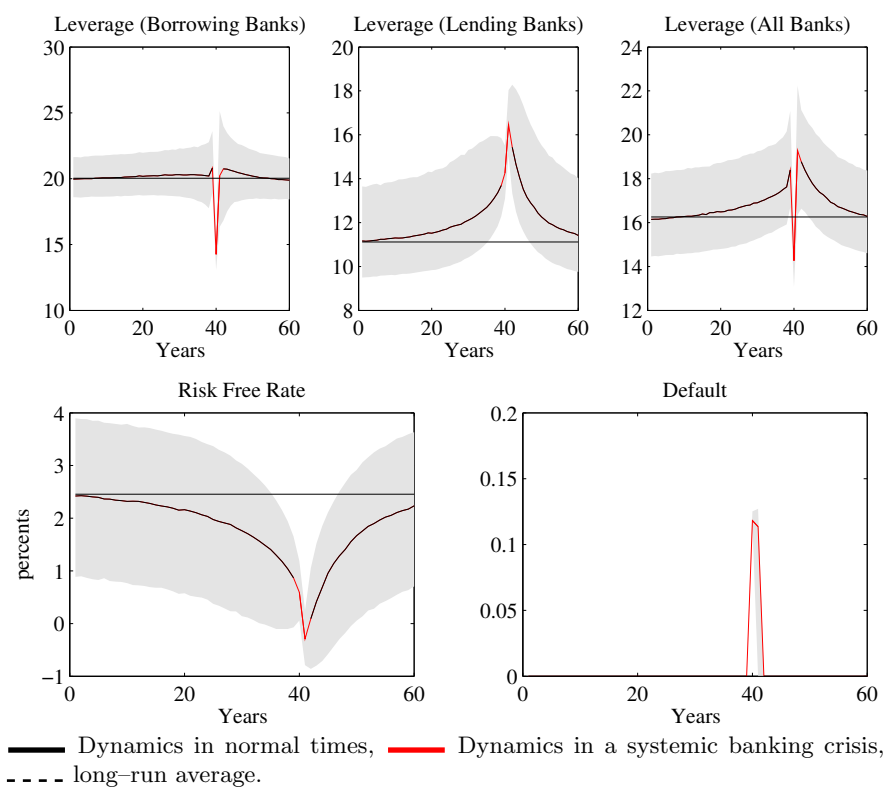 Leverage (Borrowing Banks) Leverage (Lending Banks) Leverage (All Banks)
30 20 24
25 18 22
20 16 20
15 14 18
10 12 16
10 14
8 12
0 20 40 60 0 20 40 60 0 20 40 60
Years Years Years
Risk Free Rate Default
4 0.2
3 0.15
2 0.1
1 0.05
0 0
−1
percents
0 20 40 60 0 20 40 60
Years Years
Dynamics in normal times, Dynamics in a systemic banking crisis,
long–run average.